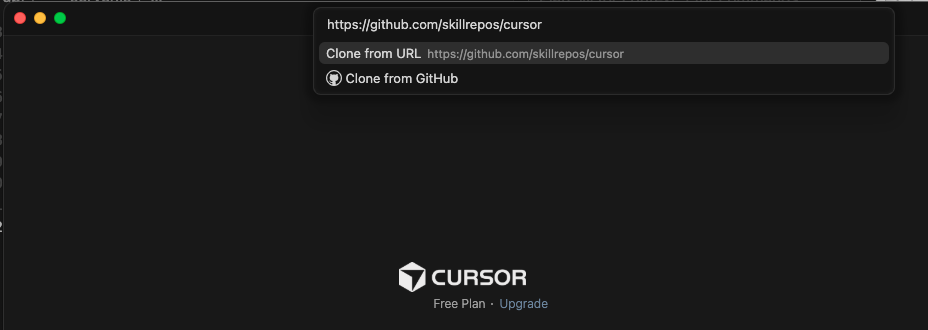 https://github.com/skillrepos/cursor
Clone from URL https://github.com/skillrepos/cursor
Clone from GitHub
CURSOR
Free Plan · Upgrade